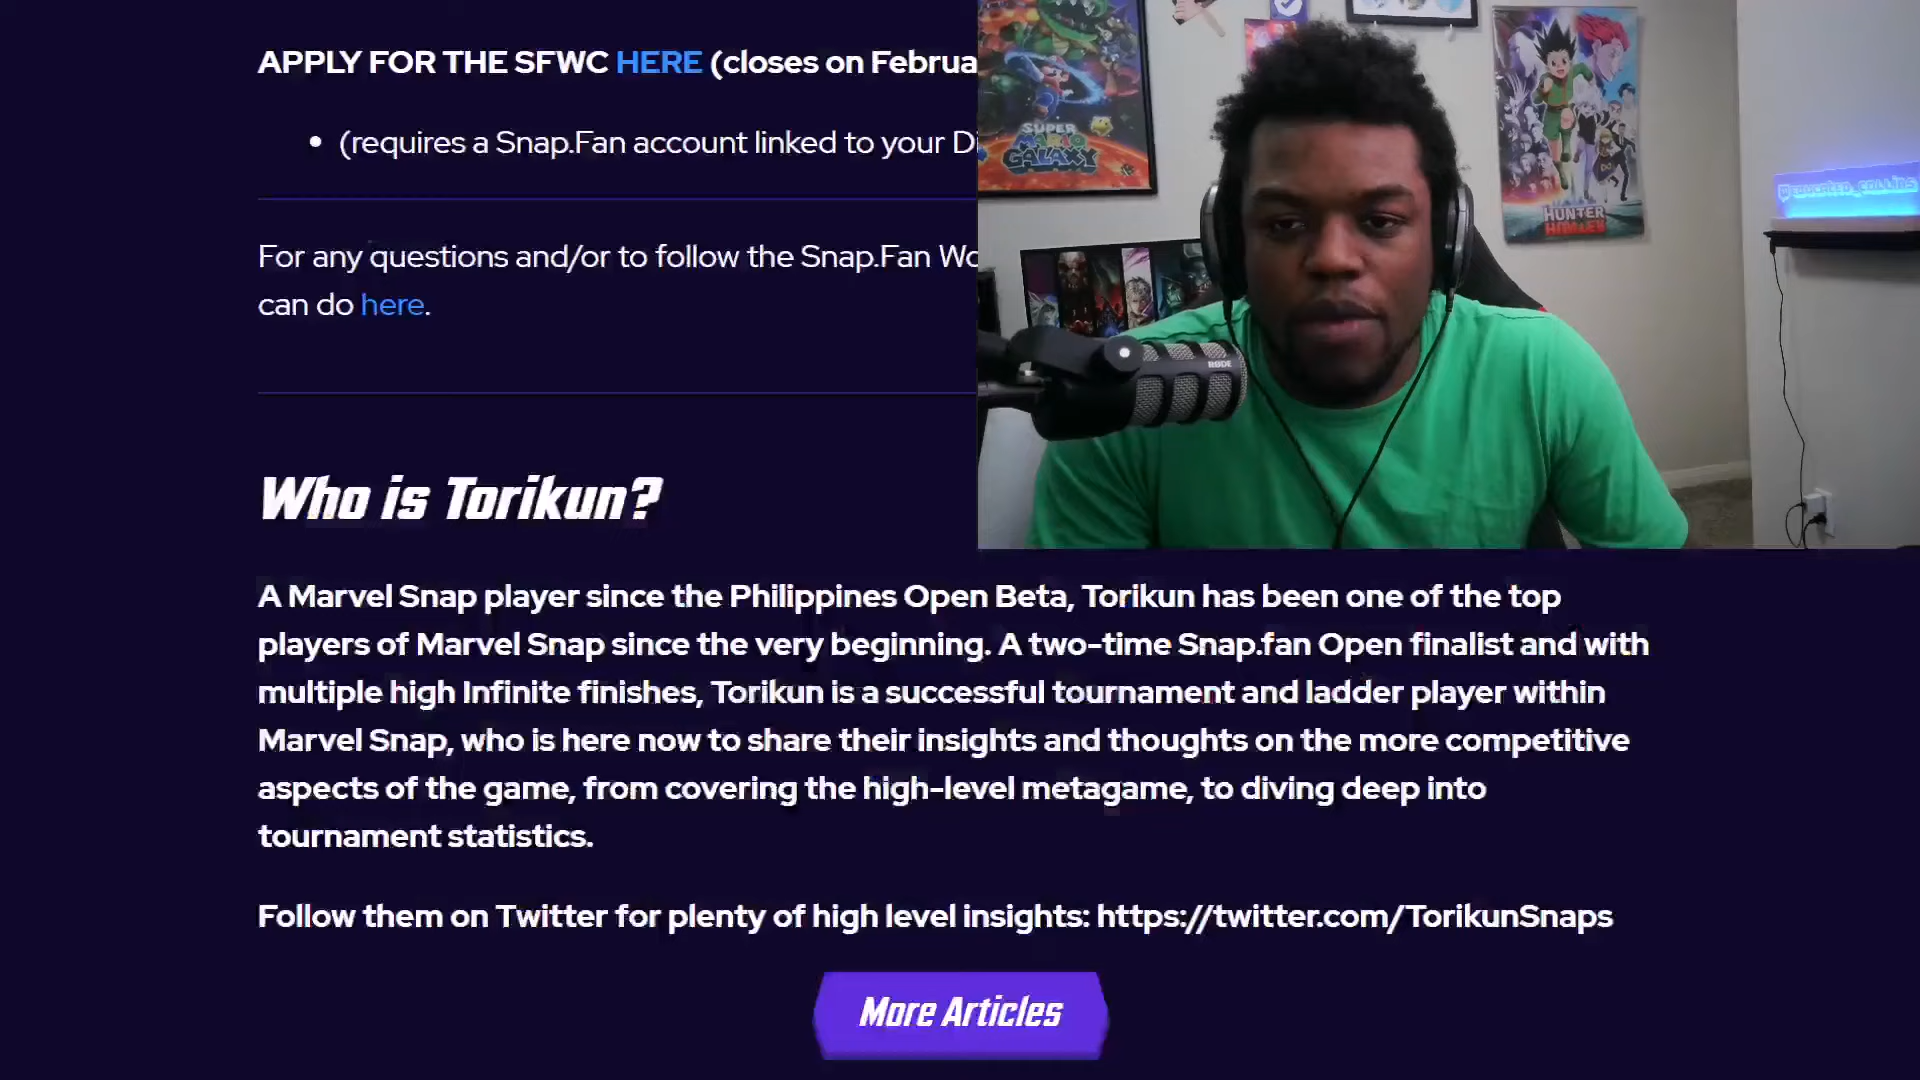 APPLY FOR THE SFWC HERE (closes on Februa
• (requires a Snap.Fan account linked to your Di
For any questions and/or to follow the Snap.Fan Wo
can do here.
SUPER
MARIO
GALAXY
HUNTER
@EDUCATED_COLLINS
RØDE
Who is Torikun?
A Marvel Snap player since the Philippines Open Beta, Torikun has been one of the top
players of Marvel Snap since the very beginning. A two-time Snap.fan Open finalist and with
multiple high Infinite finishes, Torikun is a successful tournament and ladder player within
Marvel Snap, who is here now to share their insights and thoughts on the more competitive
aspects of the game, from covering the high-level metagame, to diving deep into
tournament statistics.
Follow them on Twitter for plenty of high level insights: https://twitter.com/TorikunSnaps
More Articles